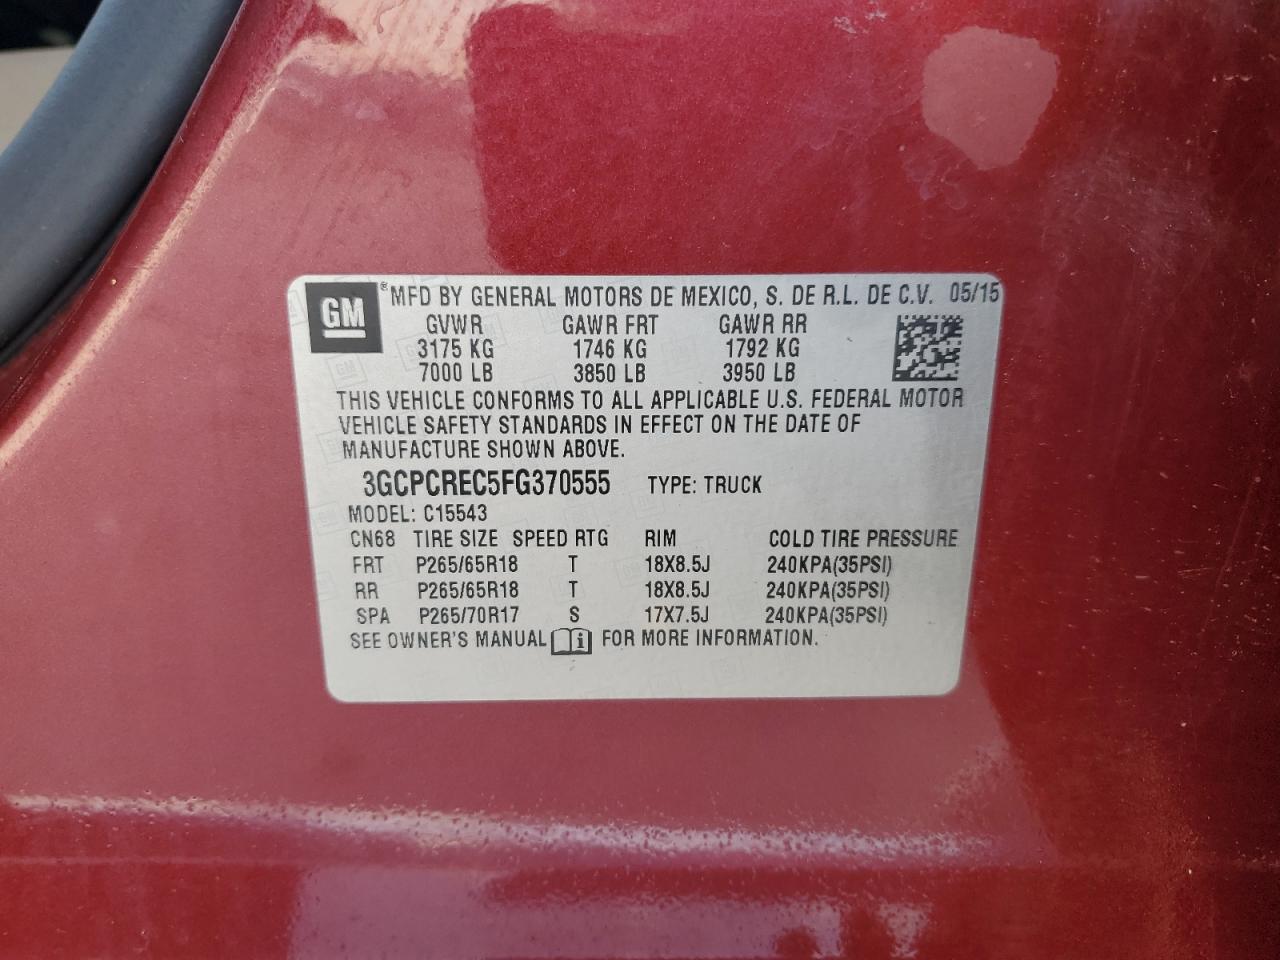 GM ® MFD BY GENERAL MOTORS DE MEXICO, S. DE R.L. DE C.V. 05/15
GVWR GAWR FRT GAWR RR
3175 KG 1746 KG 1792 KG
7000 LB 3850 LB 3950 LB
THIS VEHICLE CONFORMS TO ALL APPLICABLE U.S. FEDERAL MOTOR
VEHICLE SAFETY STANDARDS IN EFFECT ON THE DATE OF
MANUFACTURE SHOWN ABOVE.
3GCPCREC5FG370555 TYPE: TRUCK
MODEL: C15543
CN68 TIRE SIZE SPEED RTG RIM COLD TIRE PRESSURE
FRT P265/65R18 T 18X8.5J 240KPA(35PSI)
RR P265/65R18 T 18X8.5J 240KPA(35PSI)
SPA P265/70R17 S 17X7.5J 240KPA(35PSI)
SEE OWNER'S MANUAL i FOR MORE INFORMATION.